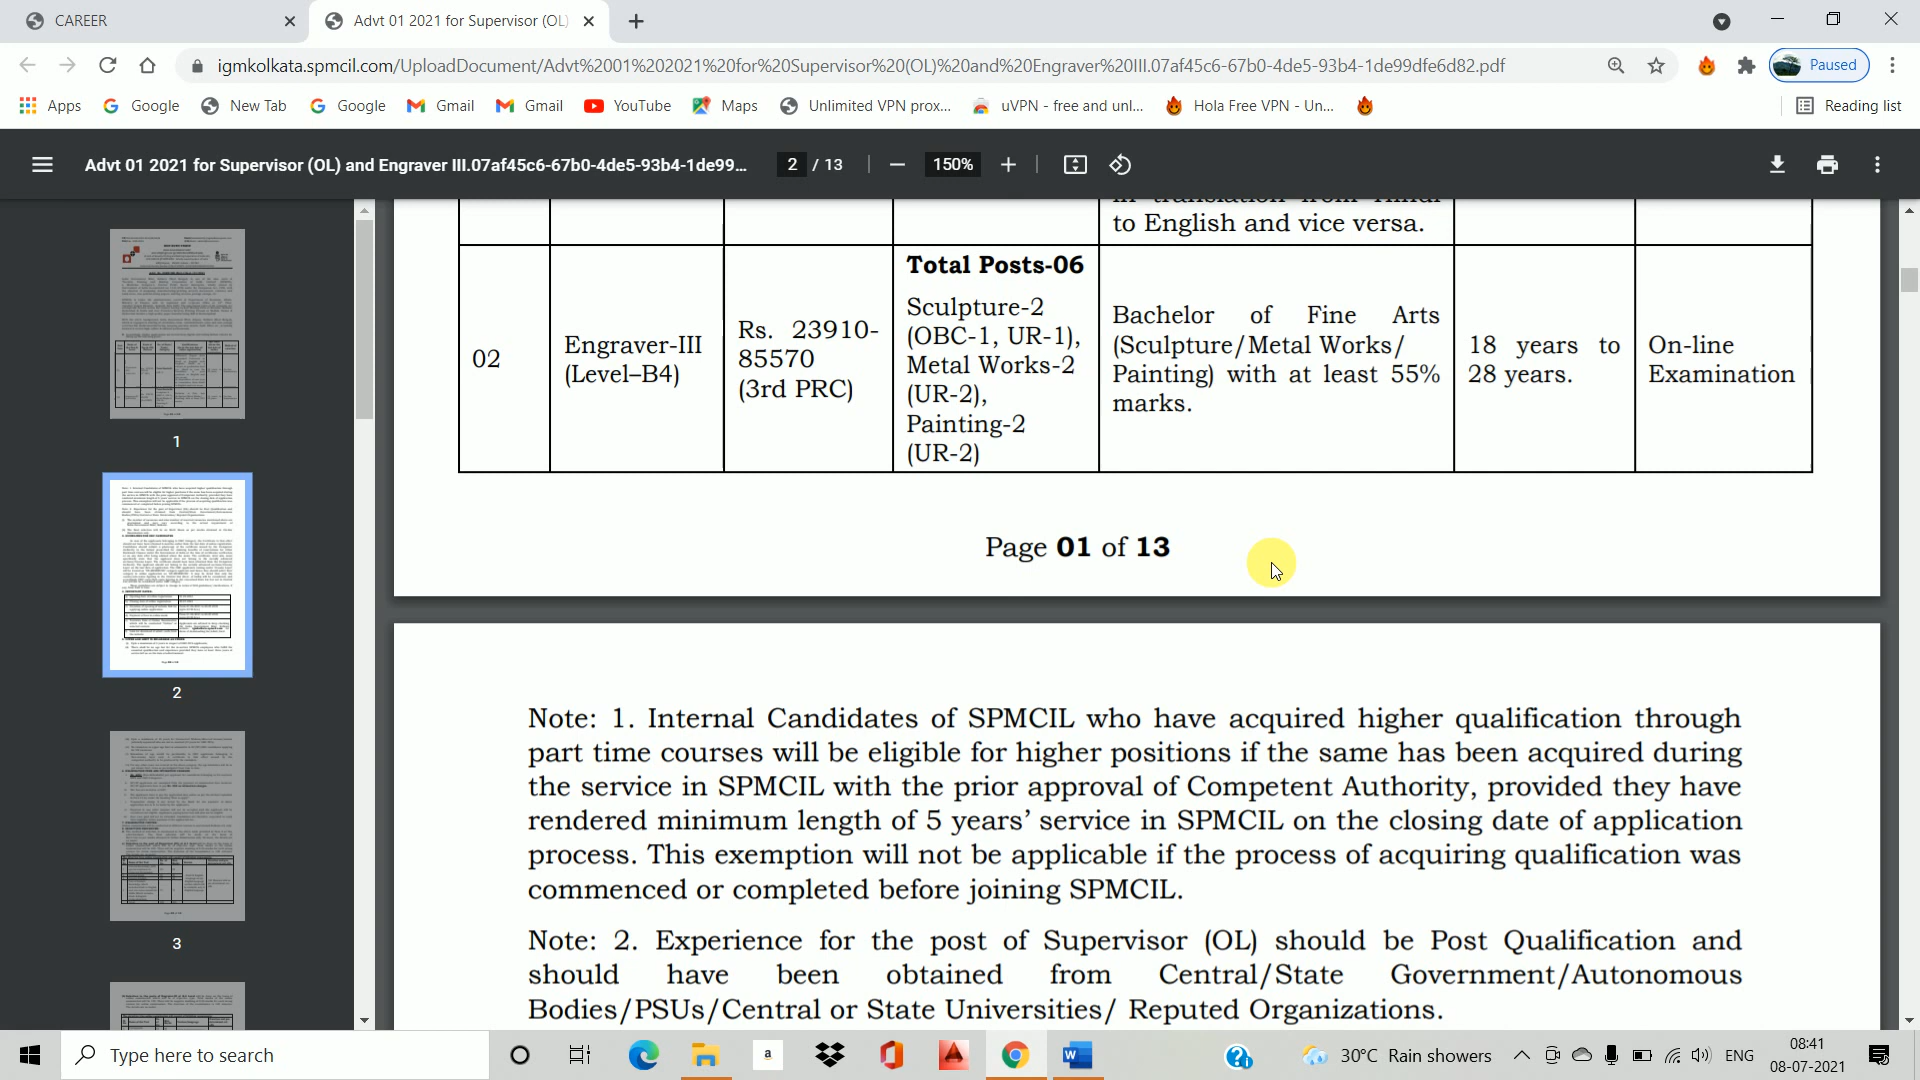 CAREER
Advt 01 2021 for Supervisor (OL)
igmkolkata.spmcil.com/UploadDocument/Advt%2001%202021%20for%20Supervisor%20(OL)%20and%20Engraver%20III.07af45c6-67b0-4de5-93b4-1de99dfe6d82.pdf
Paused
Apps
Google
New Tab
Google
Gmail
Gmail
YouTube
Maps
Unlimited VPN prox...
uVPN - free and unl...
Hola Free VPN - Un...
Reading list
Advt 01 2021 for Supervisor (OL) and Engraver III.07af45c6-67b0-4de5-93b4-1de99...
2 / 13
150%
1
2
3
in translation from Hindi
to English and vice versa.
02
Engraver-III
(Level–B4)
Rs. 23910-
85570
(3rd PRC)
Total Posts-06
Sculpture-2
(OBC-1, UR-1),
Metal Works-2
(UR-2),
Painting-2
(UR-2)
Bachelor of Fine Arts
(Sculpture/Metal Works/
Painting) with at least 55%
marks.
18 years to
28 years.
On-line
Examination
Page 01 of 13
Note: 1. Internal Candidates of SPMCIL who have acquired higher qualification through
part time courses will be eligible for higher positions if the same has been acquired during
the service in SPMCIL with the prior approval of Competent Authority, provided they have
rendered minimum length of 5 years’ service in SPMCIL on the closing date of application
process. This exemption will not be applicable if the process of acquiring qualification was
commenced or completed before joining SPMCIL.
Note: 2. Experience for the post of Supervisor (OL) should be Post Qualification and
should have been obtained from Central/State Government/Autonomous
Bodies/PSUs/Central or State Universities/ Reputed Organizations.
Type here to search
a
30°C Rain showers
ENG
08:41
08-07-2021